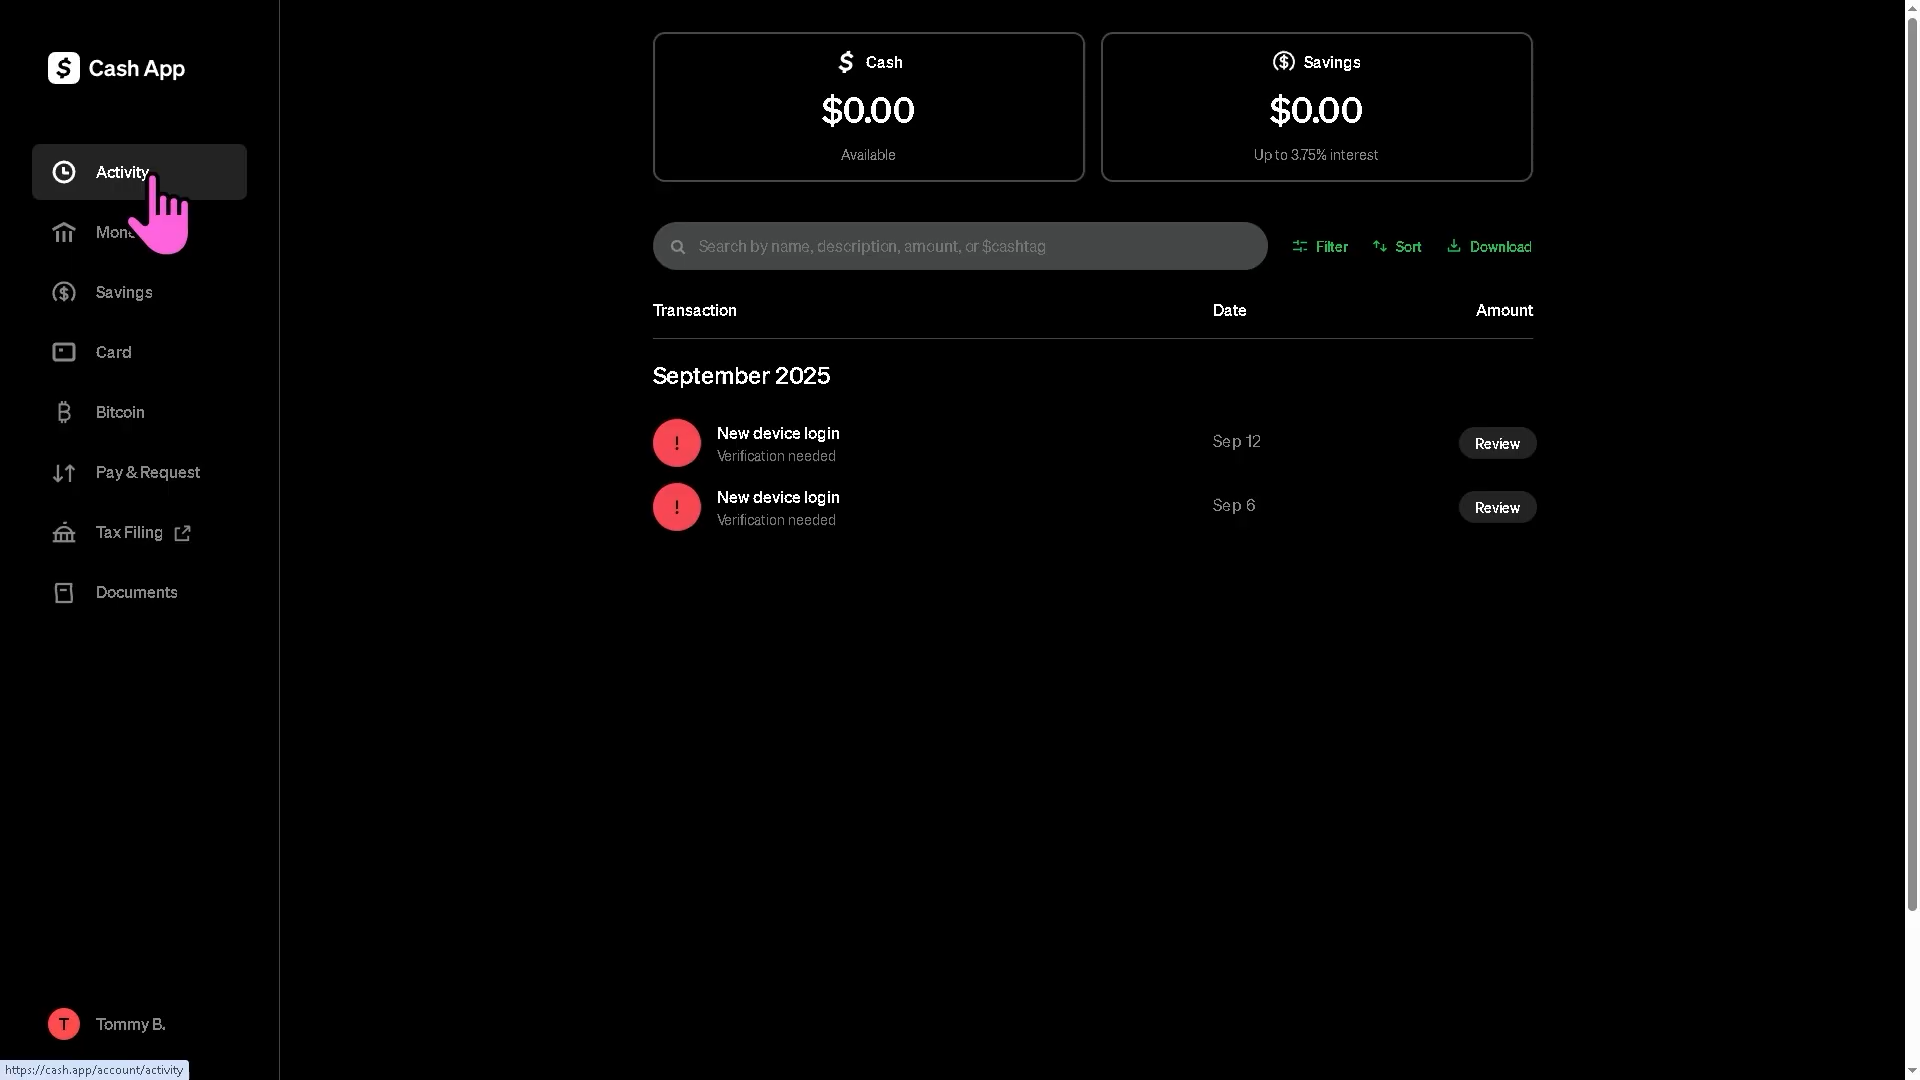 Cash App
Activity
Savings
Card
Bitcoin
Pay & Request
Tax Filing
Documents
Tommy B.
https://cash.app/account/activity
Cash
$0.00
Available
Savings
$0.00
Up to 3.75% interest
Search by name, description, amount, or $cashtag
Filter
Sort
Download
Transaction Date Amount
September 2025
New device login
Verification needed
Sep 12
Review
New device login
Verification needed
Sep 6
Review